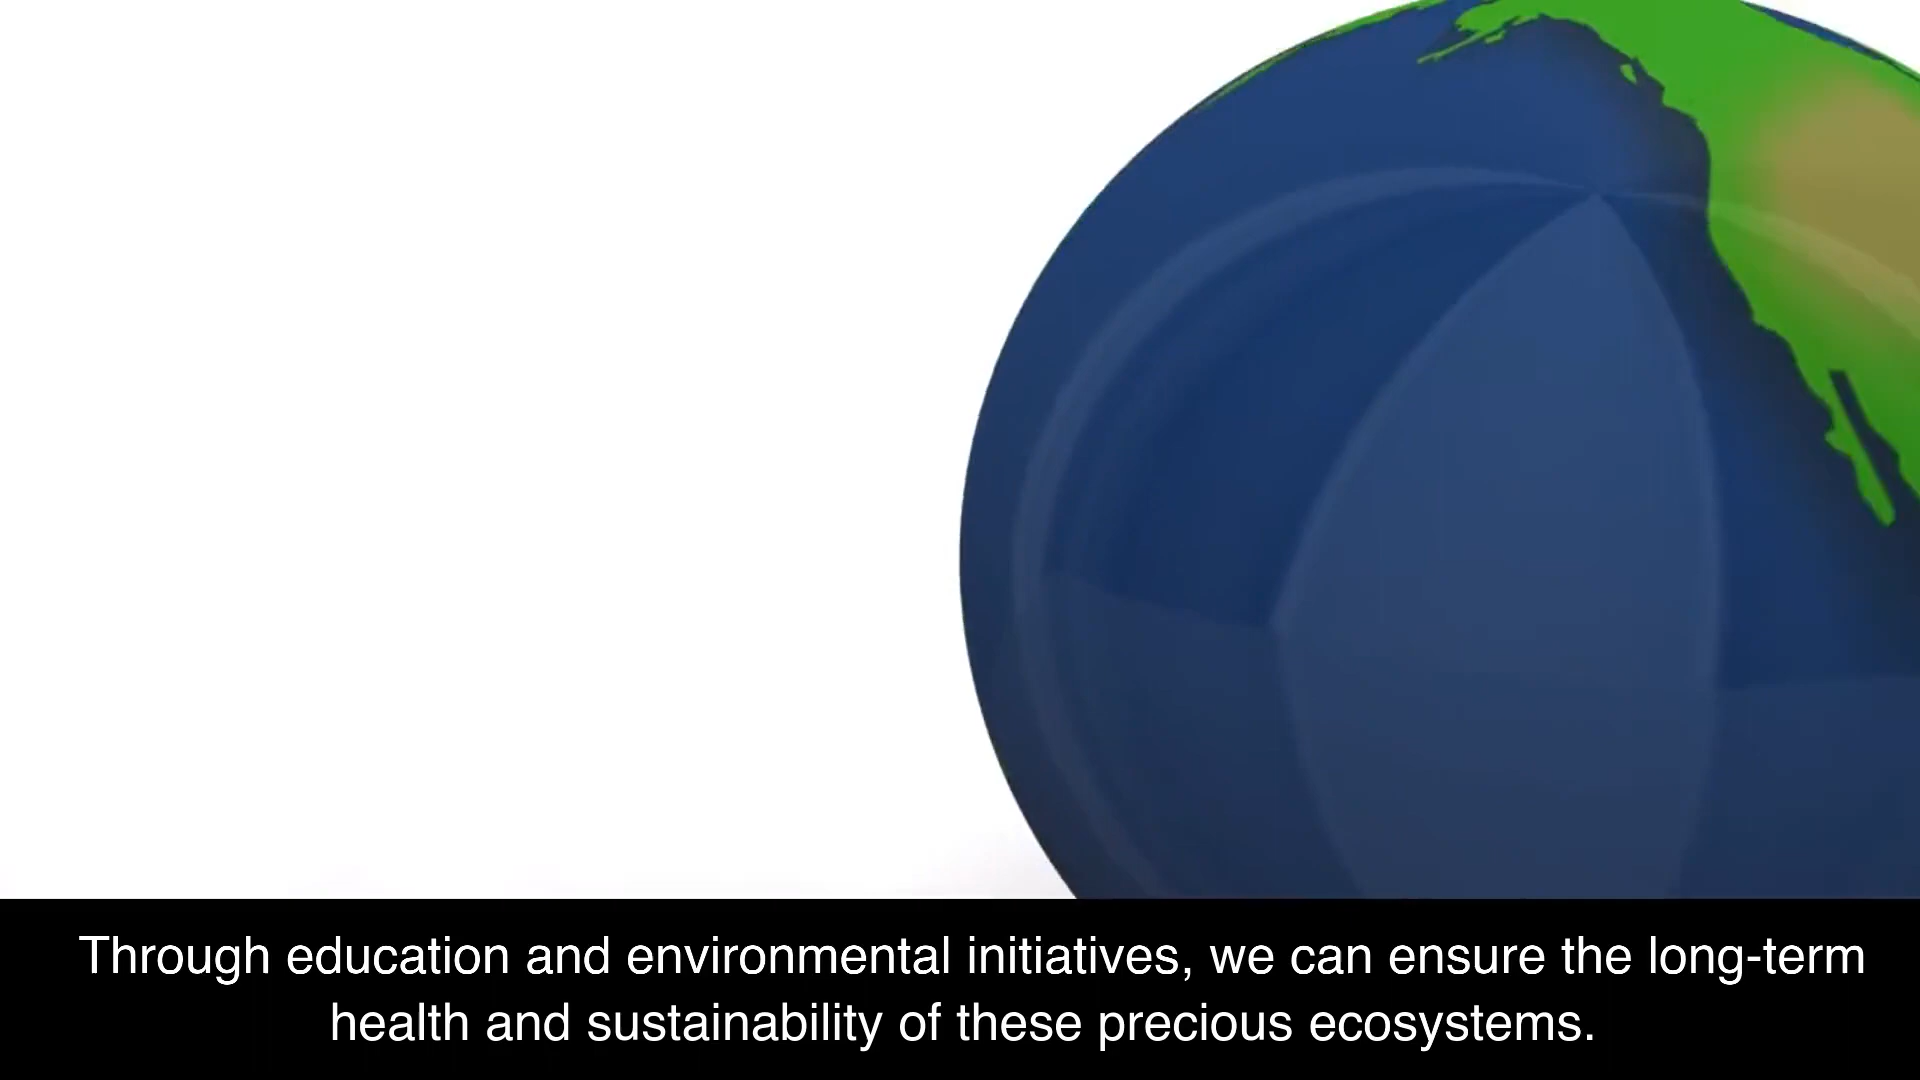 Through education and environmental initiatives, we can ensure the long-term
health and sustainability of these precious ecosystems.